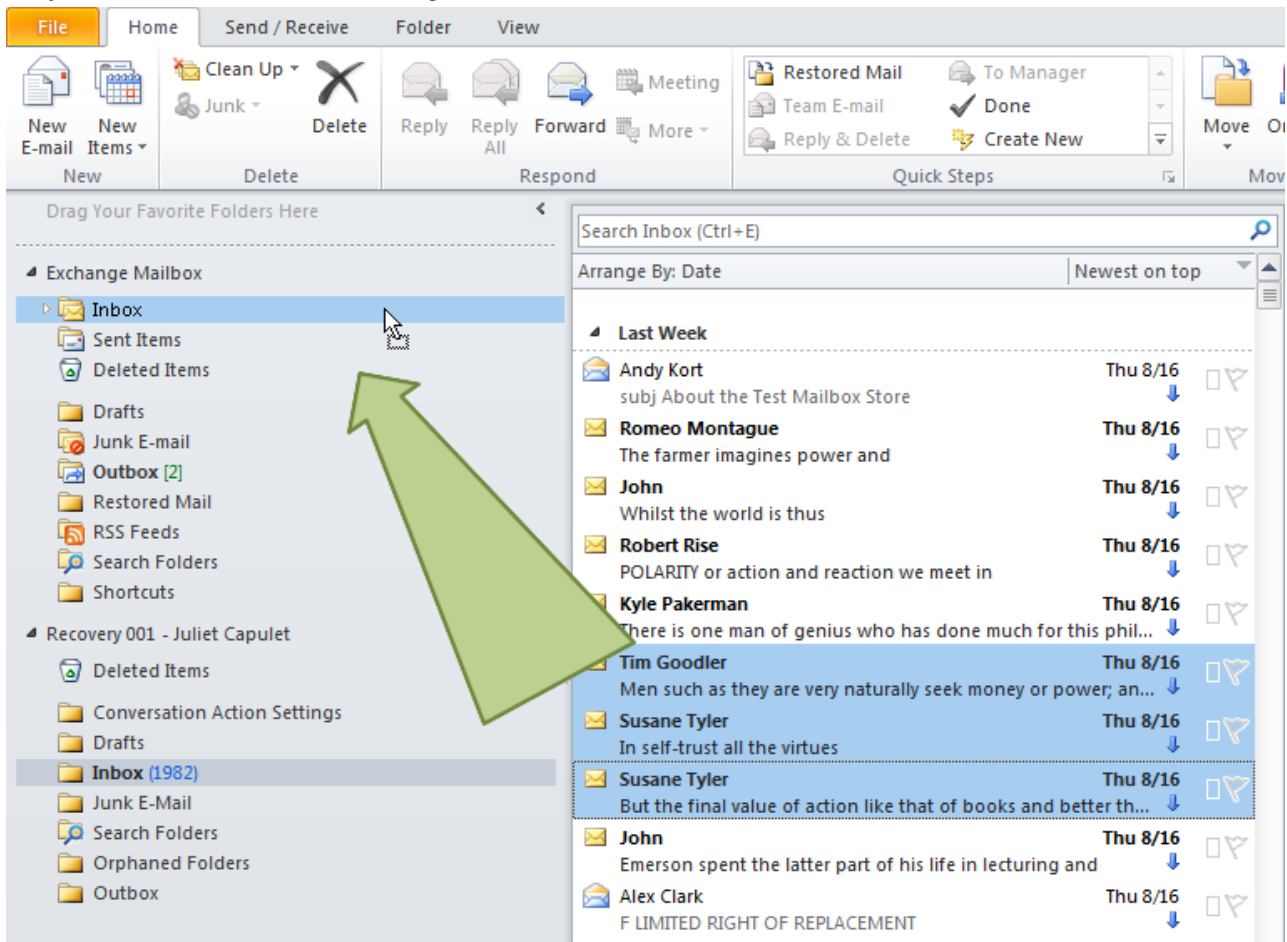 File Home Send / Receive Folder View
Clean Up Restored Mail To Manager
Meeting
Junk Team E-mail Done
New New Delete Reply Reply Forward More Move
E-mail Items All Reply & Delete Create New
New Delete Respond Quick Steps
Drag Your Favorite Folders Here
Search Inbox (Ctrl+E)
Exchange Mailbox
Arrange By: Date Newest on top
Inbox
Sent Items
Deleted Items
Drafts
Junk E-mail
Outbox [2]
Restored Mail
RSS Feeds
Search Folders
Shortcuts
Recovery 001 - Juliet Capulet
Deleted Items
Conversation Action Settings
Drafts
Inbox (1982)
Junk E-Mail
Search Folders
Orphaned Folders
Outbox
Last Week
Andy Kort Thu 8/16
subj About the Test Mailbox Store
Romeo Montague Thu 8/16
The farmer imagines power and
John Thu 8/16
Whilst the world is thus
Robert Rise Thu 8/16
POLARITY or action and reaction we meet in
Kyle Pakerman Thu 8/16
There is one man of genius who has done much for this phil...
Tim Goodler Thu 8/16
Men such as they are very naturally seek money or power; an...
Susane Tyler Thu 8/16
In self-trust all the virtues
Susane Tyler Thu 8/16
But the final value of action like that of books and better th...
John Thu 8/16
Emerson spent the latter part of his life in lecturing and
Alex Clark Thu 8/16
F LIMITED RIGHT OF REPLACEMENT